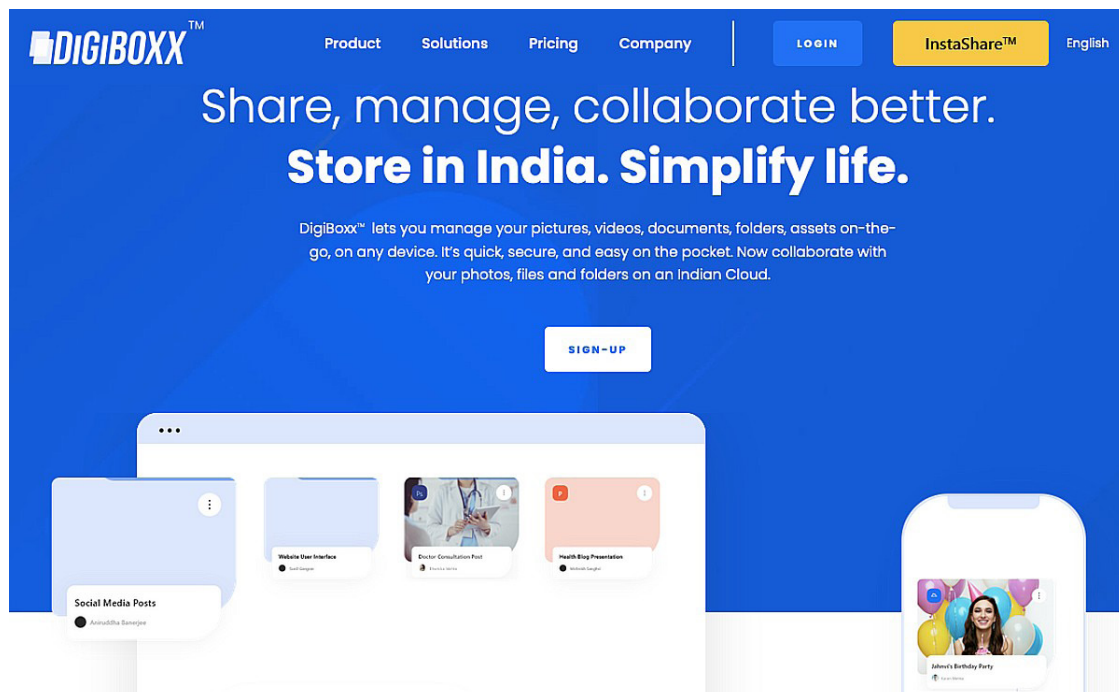 DIGIBOXX™
Product Solutions Pricing Company
LOGIN
InstaShare™
English
Share, manage, collaborate better.
Store in India. Simplify life.
DigiBoxx™ lets you manage your pictures, videos, documents, folders, assets on-the-
go, on any device. It's quick, secure, and easy on the pocket. Now collaborate with
your photos, files and folders on an Indian Cloud.
SIGN-UP
Social Media Posts
Aniruddha Banerjee
Website User Interface
Ps
Doctor Consultation Post
P
Health Blog Presentation
Jahnvi's Birthday Party